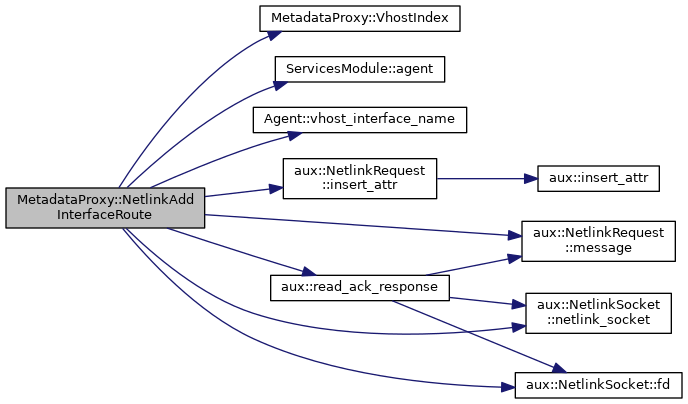 MetadataProxy::VhostIndex
ServicesModule::agent
Agent::vhost_interface_name
aux::NetlinkRequest
::insert_attr
aux::insert_attr
MetadataProxy::NetlinkAdd
InterfaceRoute
aux::NetlinkRequest
::message
aux::read_ack_response
aux::NetlinkSocket
::netlink_socket
aux::NetlinkSocket::fd